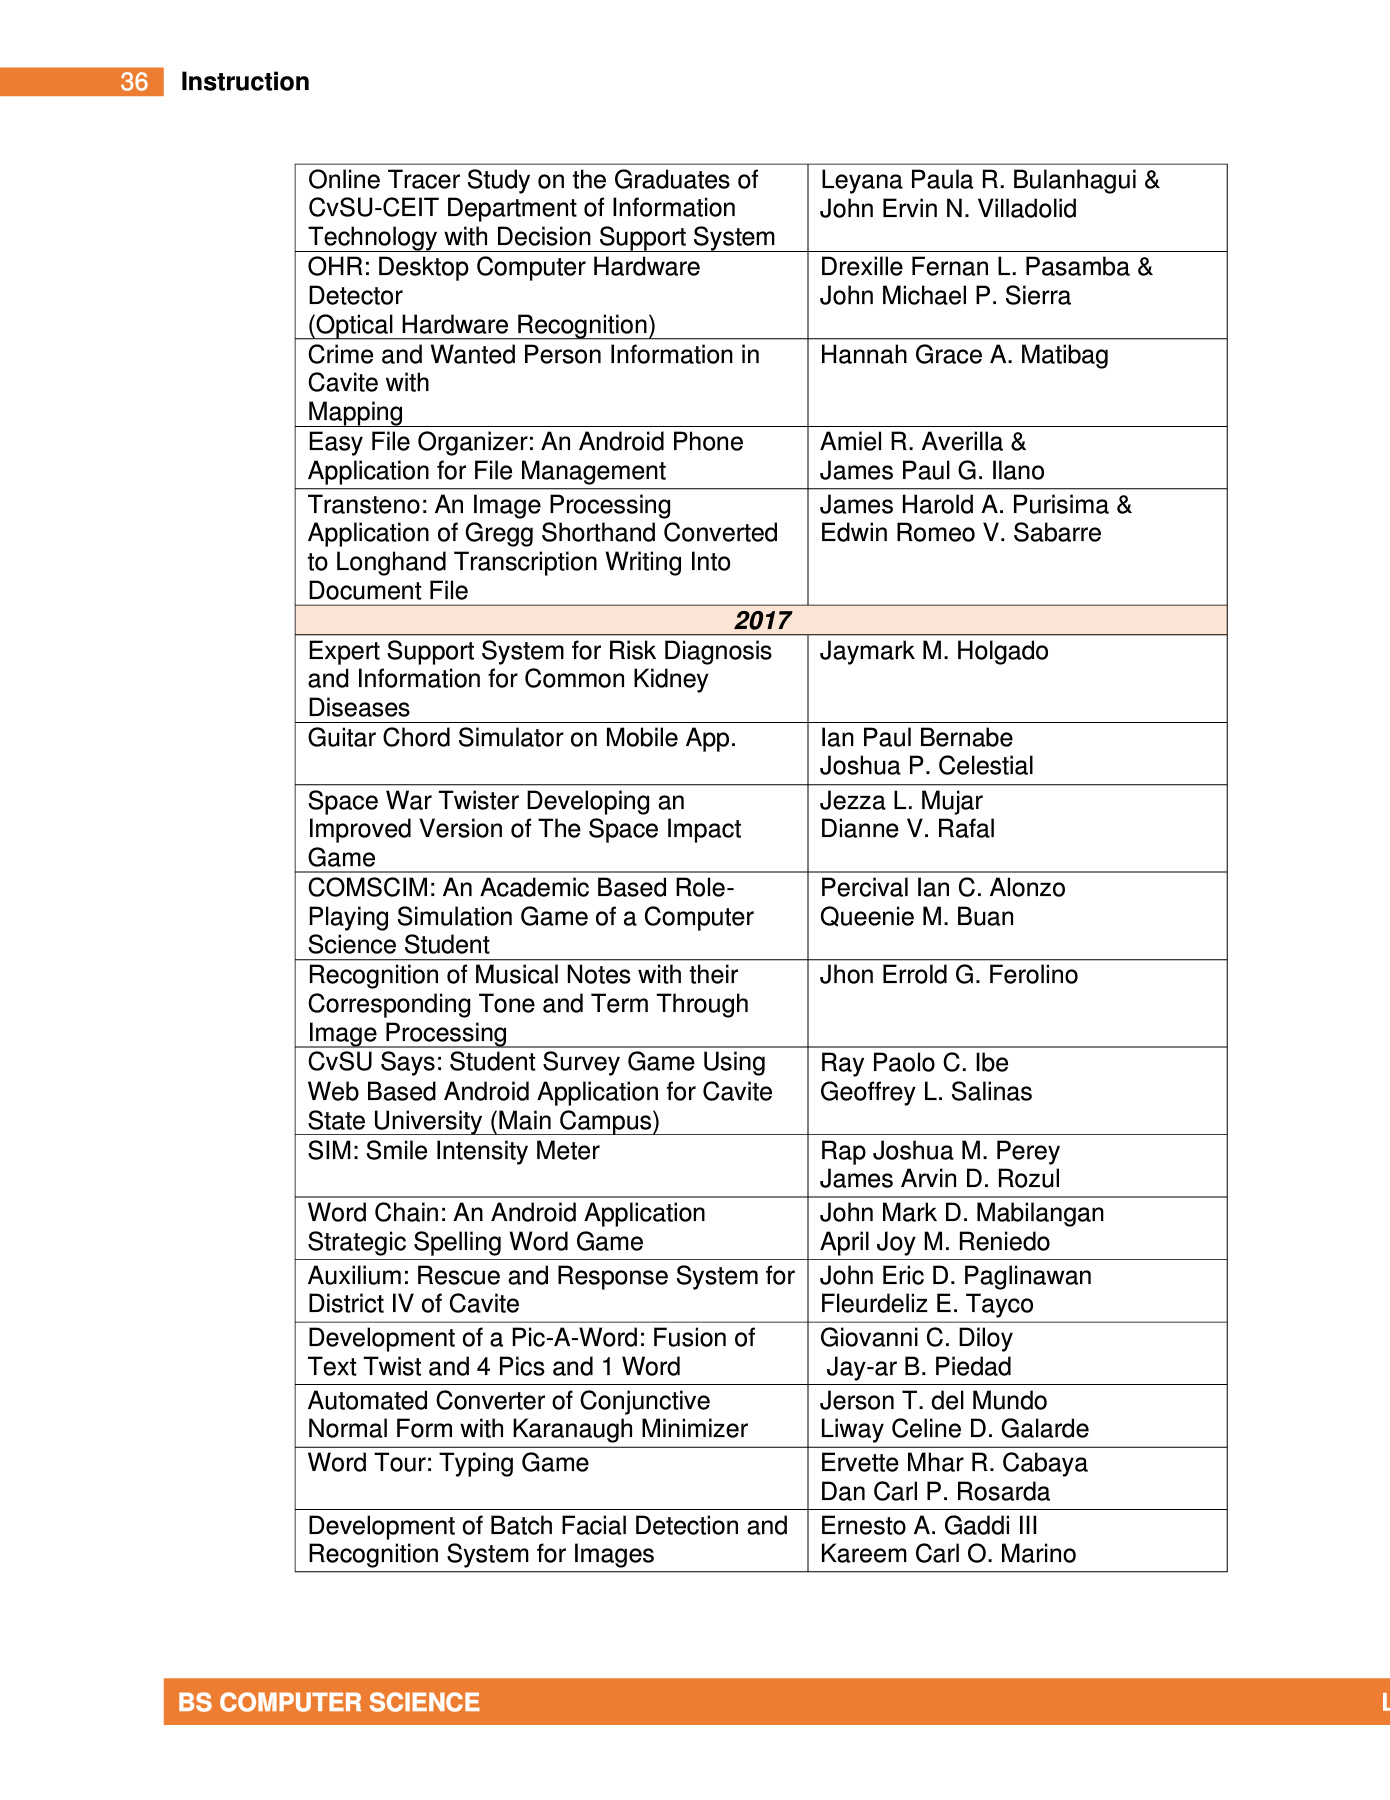 36 Instruction
Online Tracer Study on the Graduates of
CvSU-CEIT Department of Information
Technology with Decision Support System
Leyana Paula R. Bulanhagui &
John Ervin N. Villadolid
OHR: Desktop Computer Hardware
Detector
(Optical Hardware Recognition)
Drexille Fernan L. Pasamba &
John Michael P. Sierra
Crime and Wanted Person Information in
Cavite with
Mapping
Hannah Grace A. Matibag
Easy File Organizer: An Android Phone
Application for File Management
Amiel R. Averilla &
James Paul G. Ilano
Transteno: An Image Processing
Application of Gregg Shorthand Converted
to Longhand Transcription Writing Into
Document File
James Harold A. Purisima &
Edwin Romeo V. Sabarre
2017
Expert Support System for Risk Diagnosis
and Information for Common Kidney
Diseases
Jaymark M. Holgado
Guitar Chord Simulator on Mobile App.
Ian Paul Bernabe
Joshua P. Celestial
Space War Twister Developing an
Improved Version of The Space Impact
Game
Jezza L. Mujar
Dianne V. Rafal
COMSCIM: An Academic Based Role-
Playing Simulation Game of a Computer
Science Student
Percival Ian C. Alonzo
Queenie M. Buan
Recognition of Musical Notes with their
Corresponding Tone and Term Through
Image Processing
Jhon Errold G. Ferolino
CvSU Says: Student Survey Game Using
Web Based Android Application for Cavite
State University (Main Campus)
Ray Paolo C. Ibe
Geoffrey L. Salinas
SIM: Smile Intensity Meter
Rap Joshua M. Perey
James Arvin D. Rozul
Word Chain: An Android Application
Strategic Spelling Word Game
John Mark D. Mabilangan
April Joy M. Reniedo
Auxilium: Rescue and Response System for
District IV of Cavite
John Eric D. Paglinawan
Fleurdeliz E. Tayco
Development of a Pic-A-Word: Fusion of
Text Twist and 4 Pics and 1 Word
Giovanni C. Diloy
Jay-ar B. Piedad
Automated Converter of Conjunctive
Normal Form with Karanaugh Minimizer
Jerson T. del Mundo
Liway Celine D. Galarde
Word Tour: Typing Game
Ervette Mhar R. Cabaya
Dan Carl P. Rosarda
Development of Batch Facial Detection and
Recognition System for Images
Ernesto A. Gaddi III
Kareem Carl O. Marino
BS COMPUTER SCIENCE